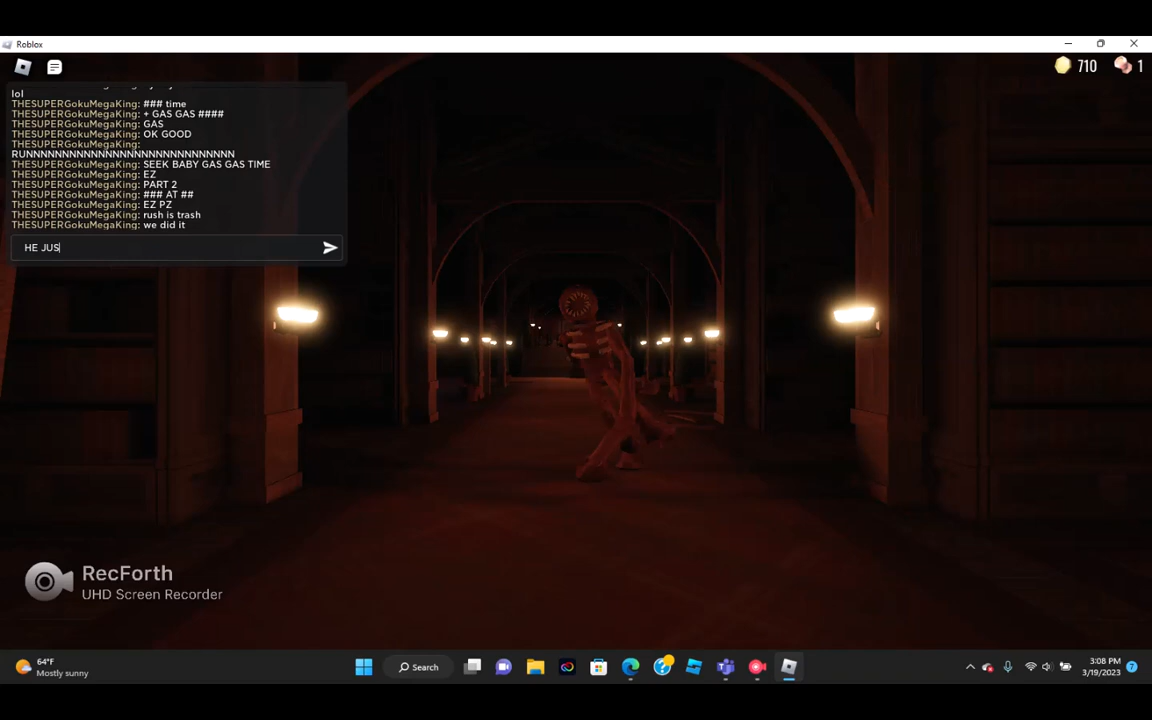 Roblox
710
1
lol
THESUPERGokuMegaKing: ### time
THESUPERGokuMegaKing: + GAS GAS ####
THESUPERGokuMegaKing: GAS
THESUPERGokuMegaKing: OK GOOD
THESUPERGokuMegaKing:
RUNNNNNNNNNNNNNNNNNNNNNNNNNNNNN
THESUPERGokuMegaKing: SEEK BABY GAS GAS TIME
THESUPERGokuMegaKing: EZ
THESUPERGokuMegaKing: PART 2
THESUPERGokuMegaKing: ### AT ##
THESUPERGokuMegaKing: EZ PZ
THESUPERGokuMegaKing: rush is trash
THESUPERGokuMegaKing: we did it
HE JUS
RecForth
UHD Screen Recorder
64°F
Mostly sunny
Search
3:08 PM
3/19/2023
7